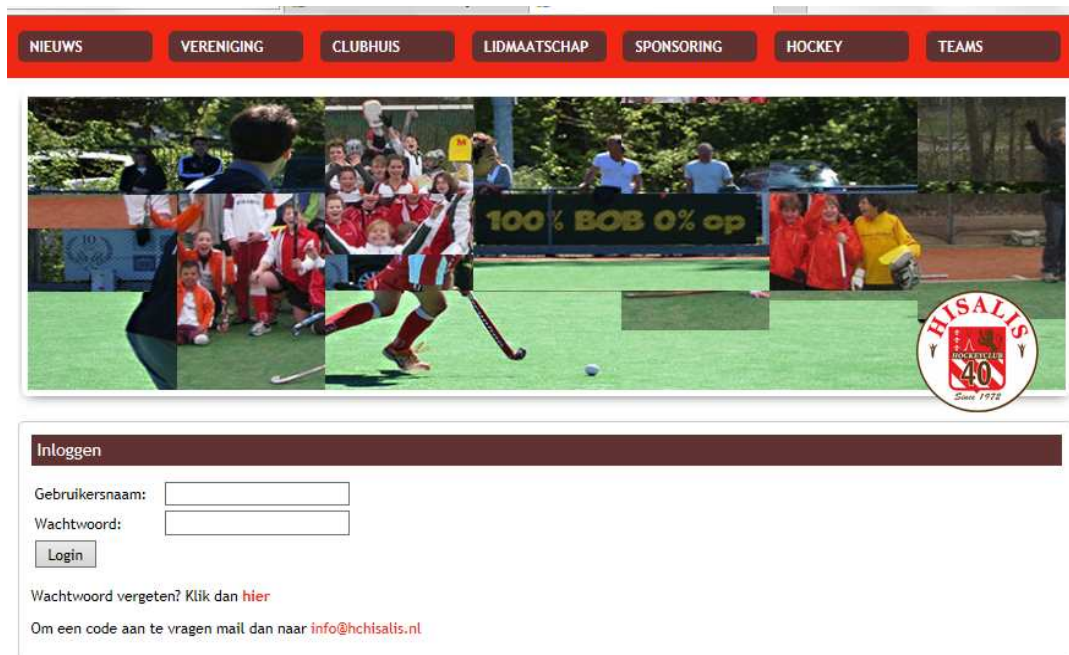 NIEUWS VERENIGING CLUBHUIS LIDMAATSCHAP SPONSORING HOCKEY TEAMS
100% BOB 0% op
HISALIS
HOCKEYCLUB
40
Since 1972
Inloggen
Gebruikersnaam:
Wachtwoord:
Login
Wachtwoord vergeten? Klik dan hier
Om een code aan te vragen mail dan naar info@hchisalis.nl